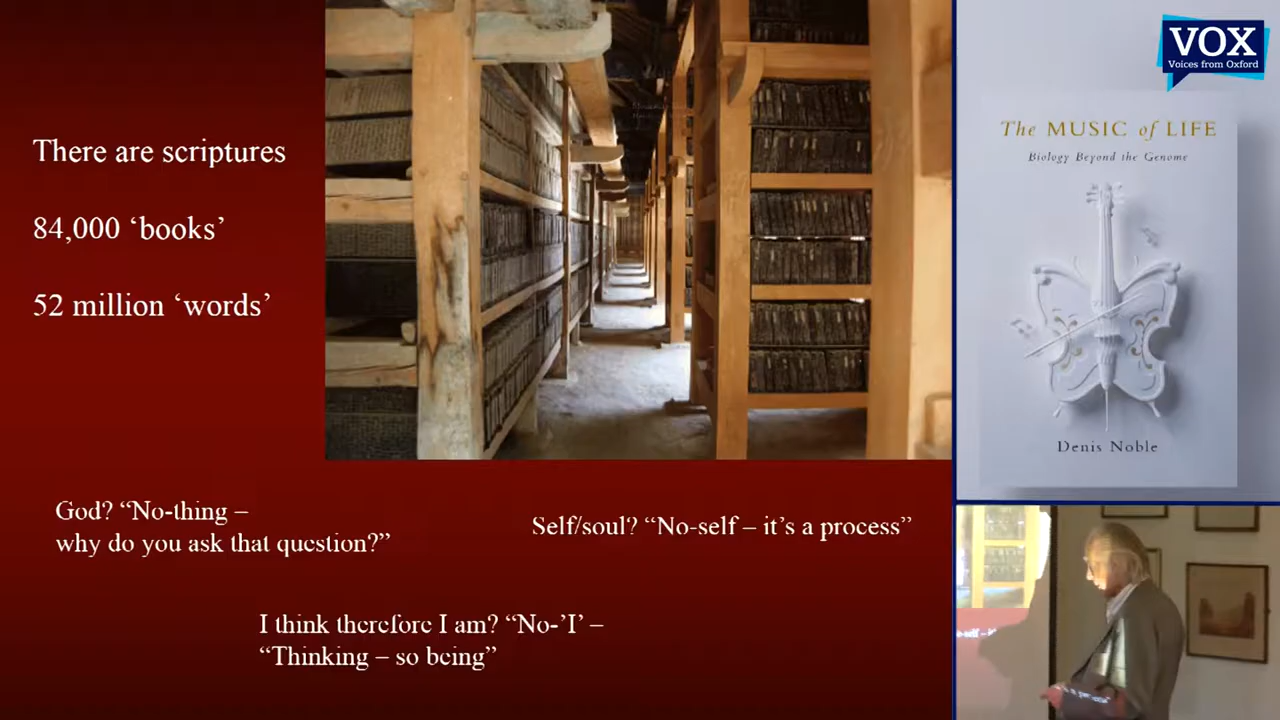 There are scriptures
84,000 ‘books’
52 million ‘words’
God? “No-thing –
why do you ask that question?”
Self/soul? “No-self – it’s a process”
I think therefore I am? “No-’I’ –
“Thinking – so being”
VOX
Voices from Oxford
The MUSIC of LIFE
Biology Beyond the Genome
Denis Noble